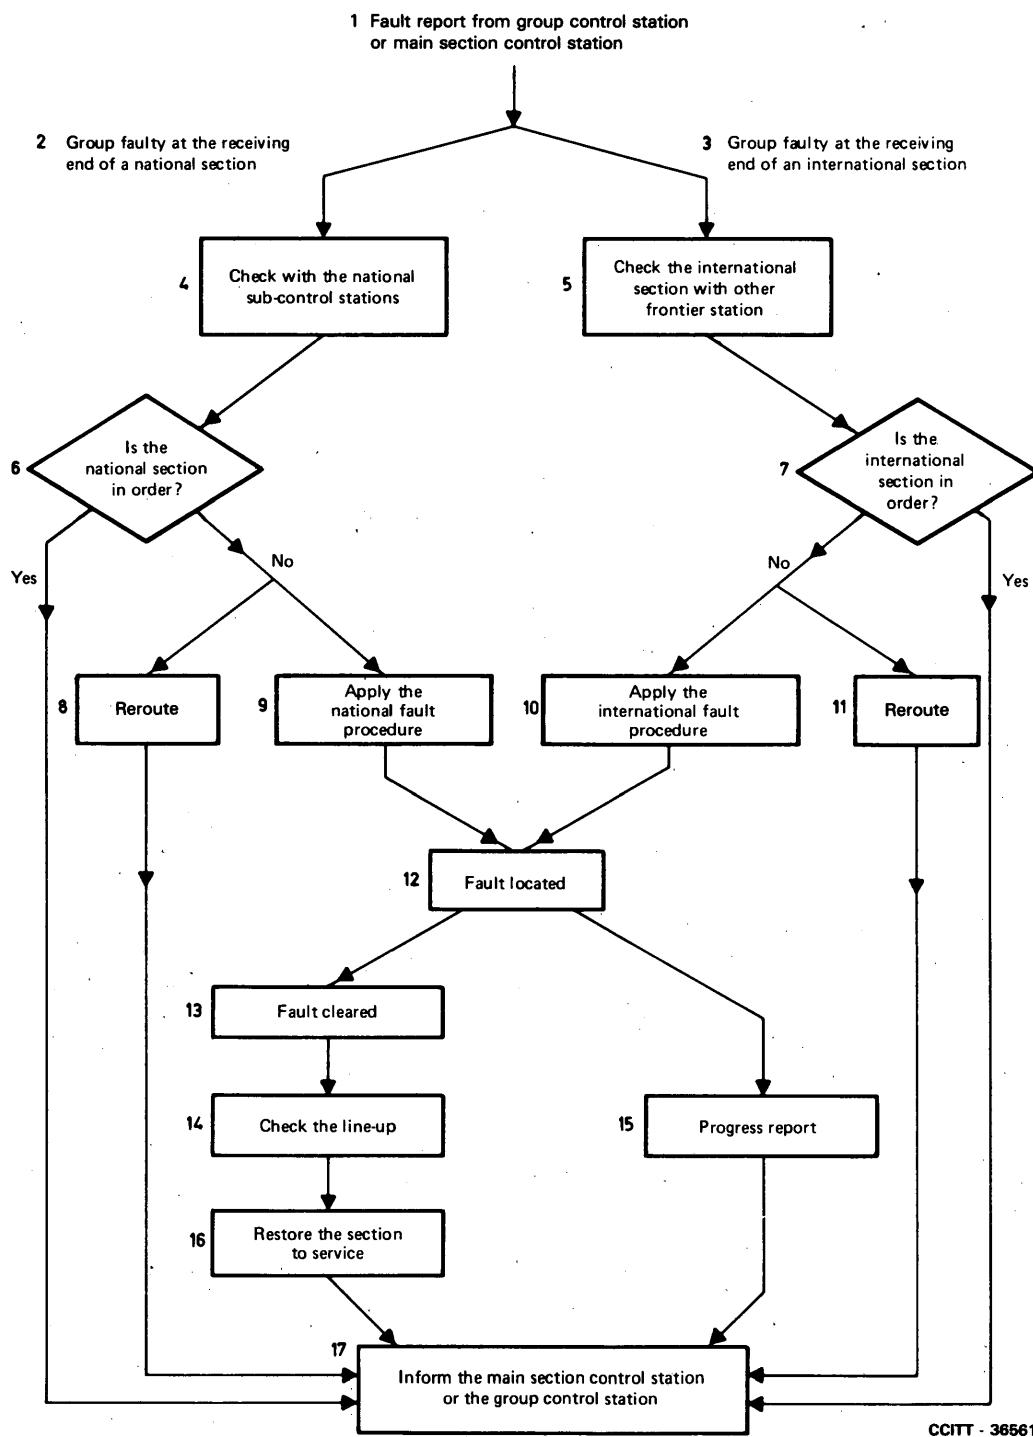 1 Fault report from group control station
or main section control station
2 Group faulty at the receiving
end of a national section
3 Group faulty at the receiving
end of an international section
4
Check with the national
sub-control stations
5
Check the international
section with other
frontier station
6
Is the
national section
in order?
7
Is the
international
section in
order?
Yes
No
No
Yes
8
Reroute
9
Apply the
national fault
procedure
10
Apply the
international fault
procedure
11
Reroute
12
Fault located
13
Fault cleared
14
Check the line-up
15
Progress report
16
Restore the section
to service
17
Inform the main section control station
or the group control station
CCITT - 36561